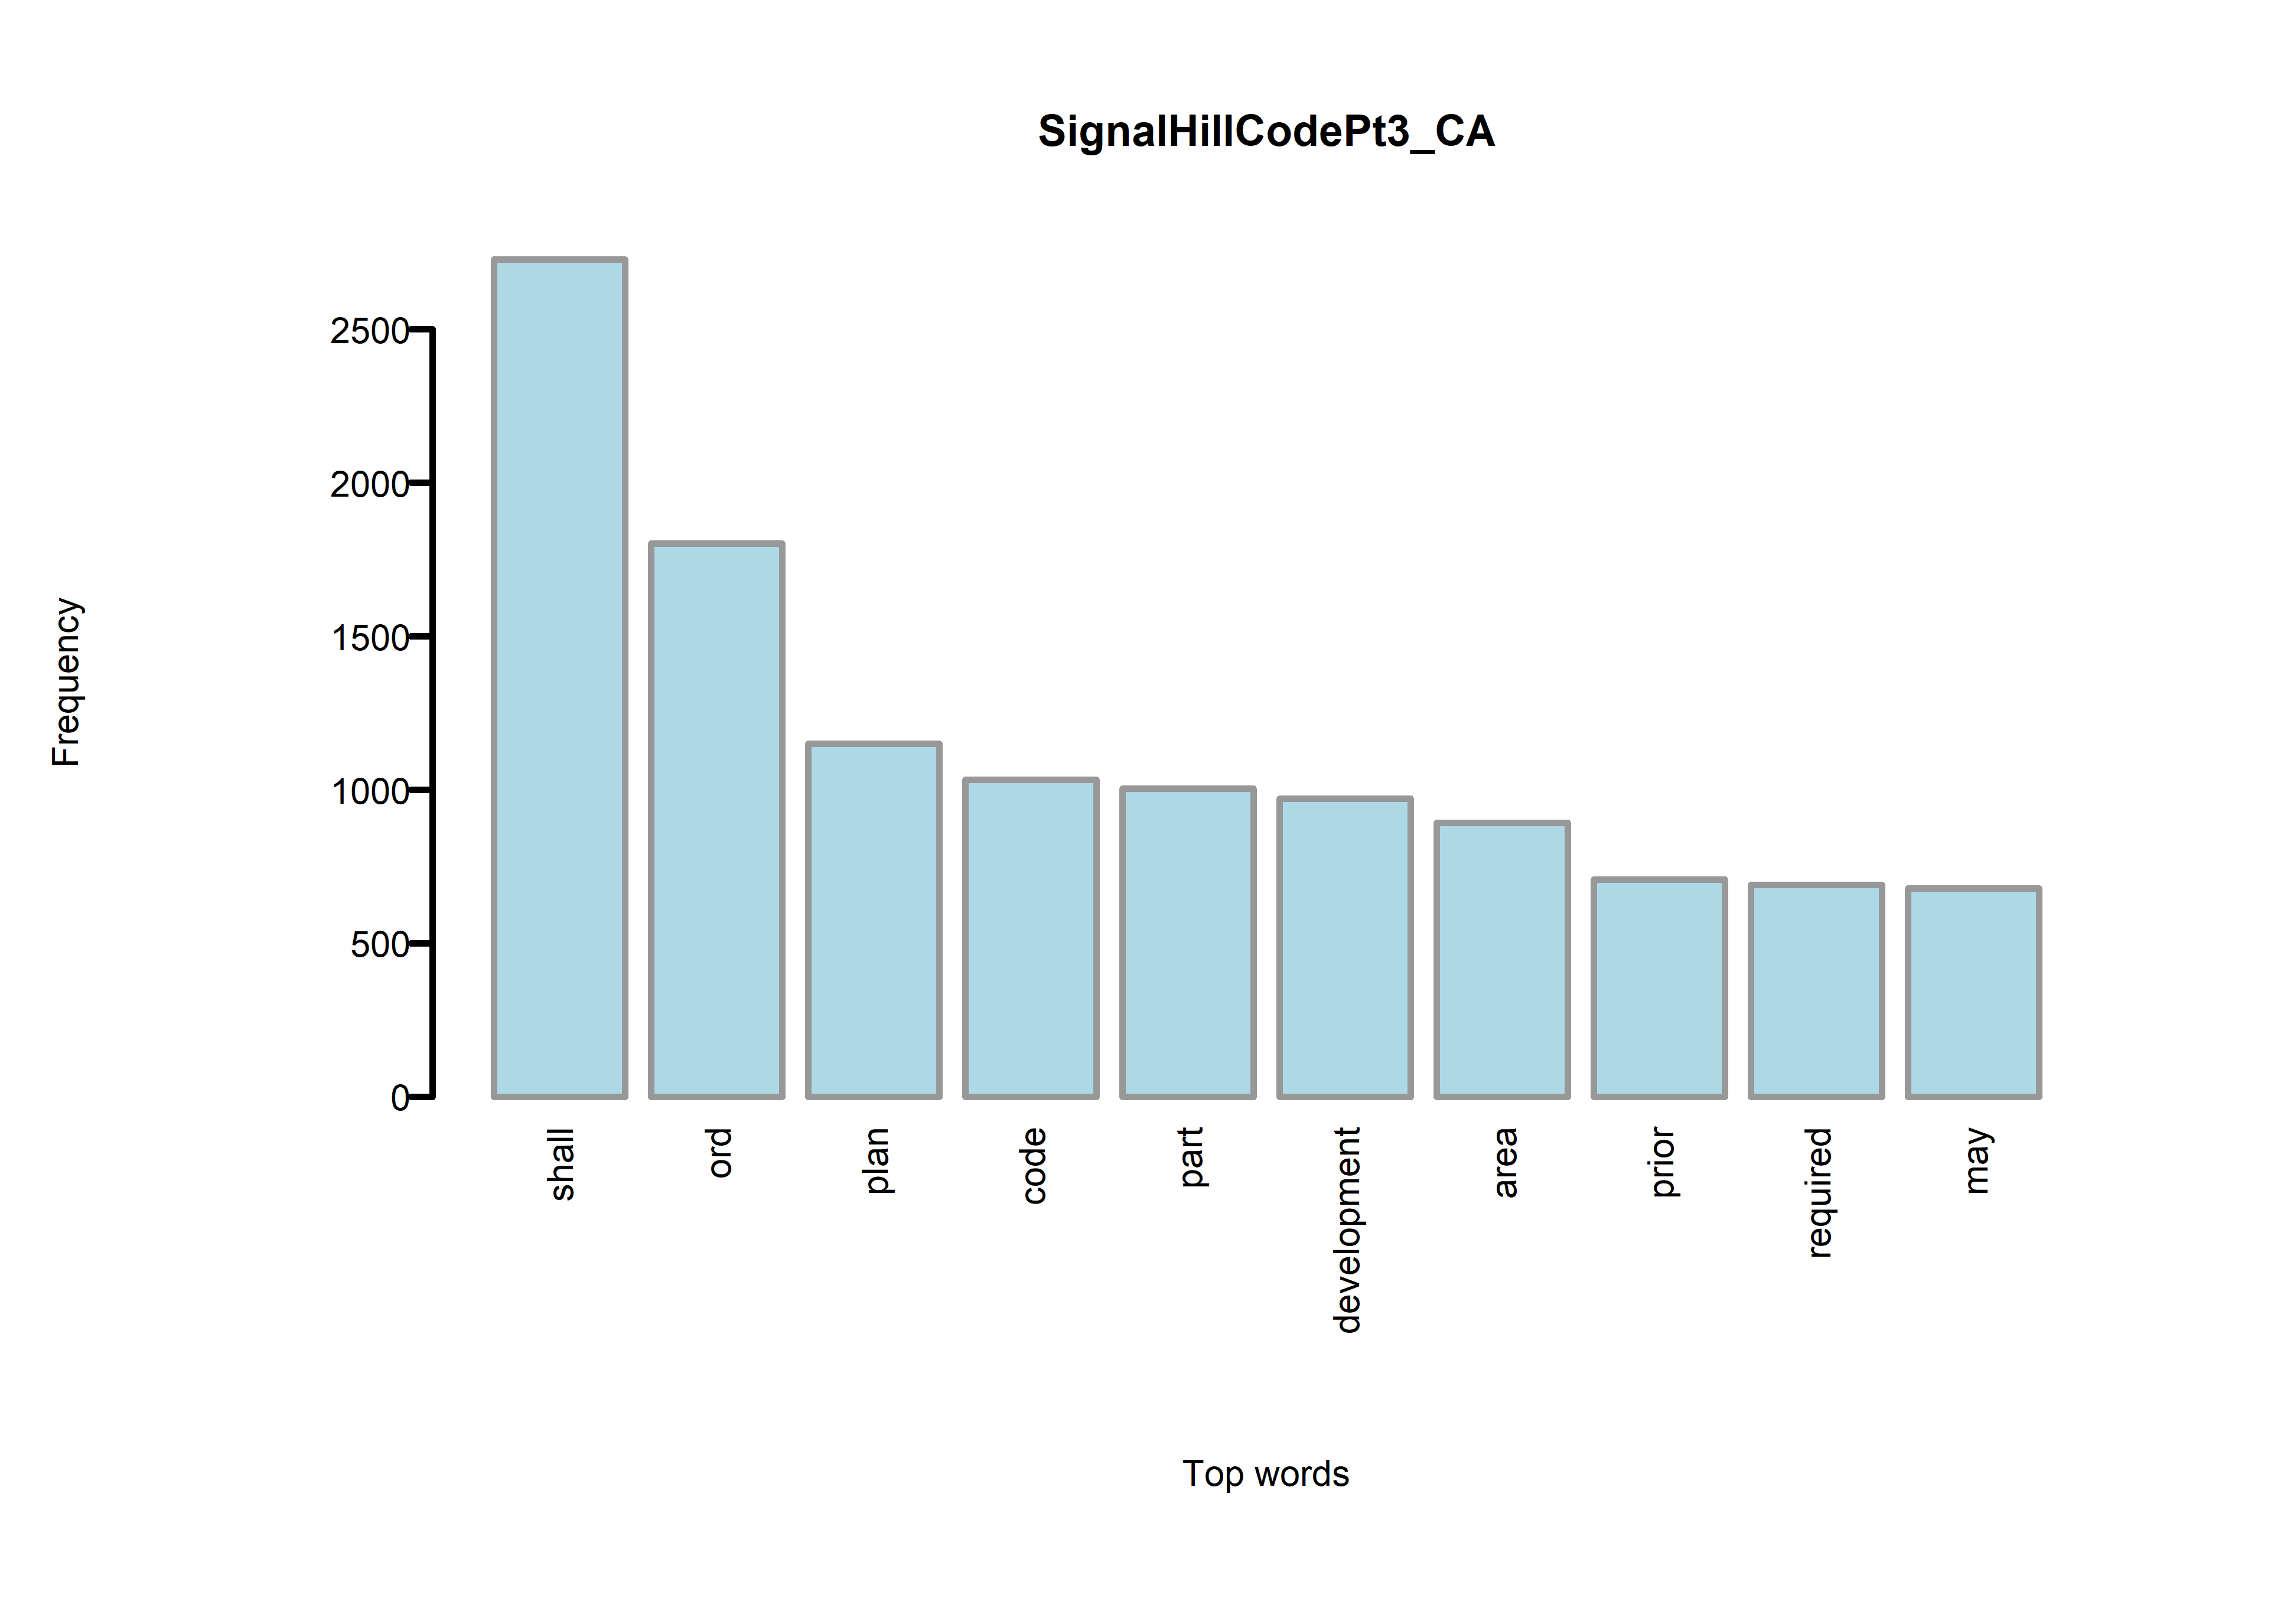 SignalHillCodePt3_CA
Frequency
2500
2000
1500
1000
500
0
shall
ord
plan
code
part
development
area
prior
required
may
Top words